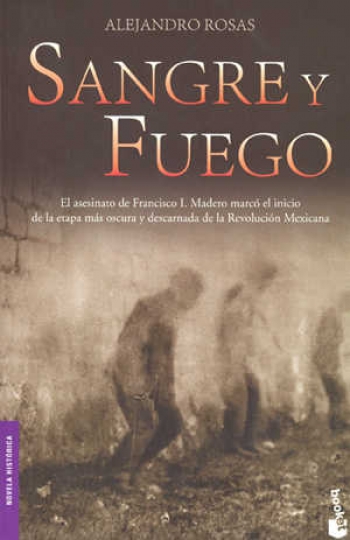 ALEJANDRO ROSAS
SANGRE Y
FUEGO
El asesinato de Francisco I. Madero marcó el inicio
de la etapa más oscura y descarnada de la Revolución Mexicana
NOVELA HISTÓRICA
booket